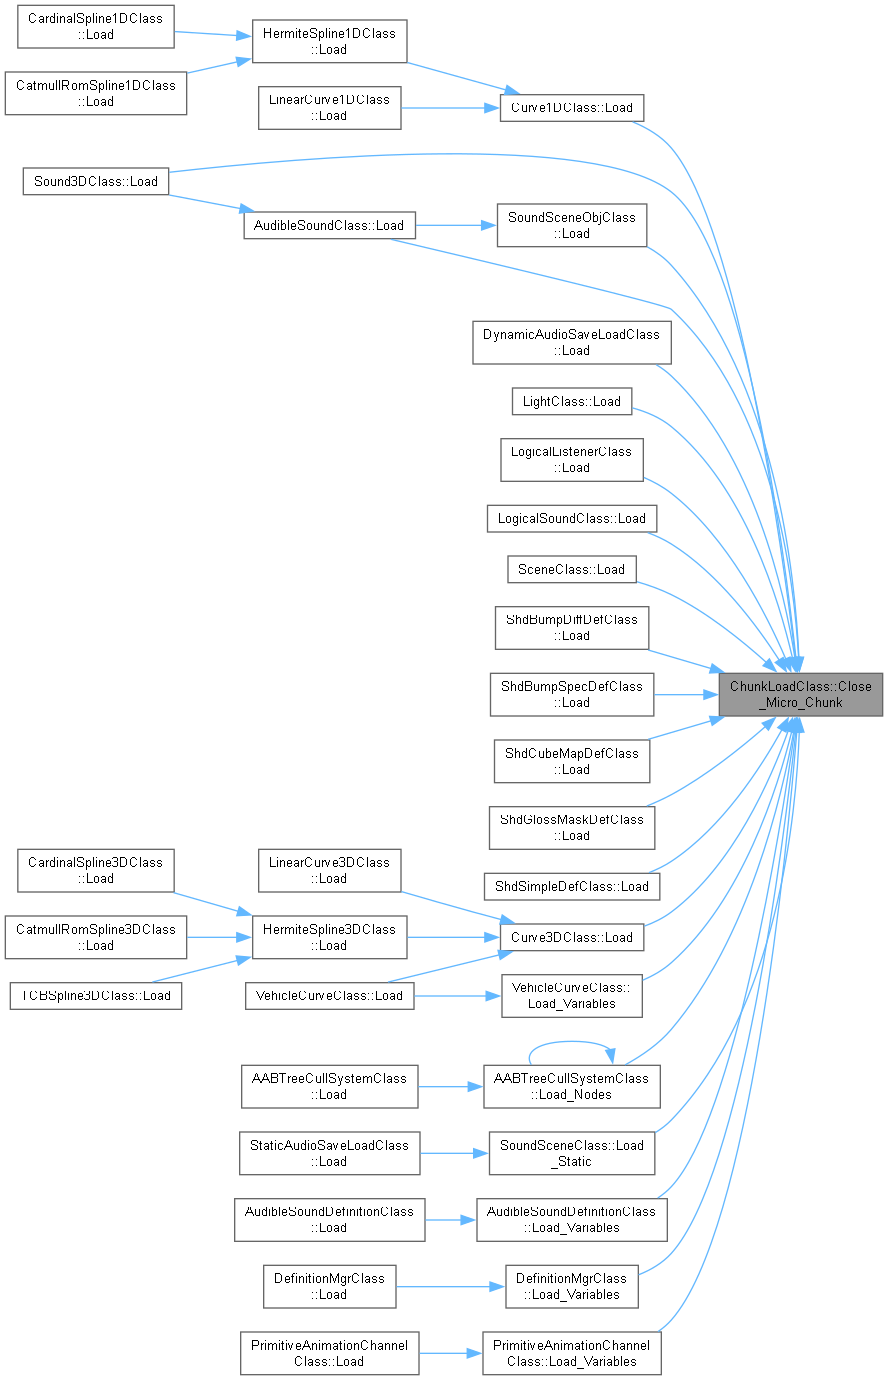 CardinalSpline1DClass
::Load
HermiteSpline1DClass
::Load
CatmullRomSpline1DClass
::Load
LinearCurve1DClass
::Load
Curve1DClass::Load
Sound3DClass::Load
AudibleSoundClass::Load
SoundSceneObjClass
::Load
DynamicAudioSaveLoadClass
::Load
LightClass::Load
LogicalListenerClass
::Load
LogicalSoundClass::Load
SceneClass::Load
ShdBumpDiffDefClass
::Load
ShdBumpSpecDefClass
::Load
ChunkLoadClass::Close
_Micro_Chunk
ShdCubeMapDefClass
::Load
ShdGlossMaskDefClass
::Load
ShdSimpleDefClass::Load
CardinalSpline3DClass
::Load
LinearCurve3DClass
::Load
CatmullRomSpline3DClass
::Load
HermiteSpline3DClass
::Load
Curve3DClass::Load
TCBSpline3DClass::Load
VehicleCurveClass::Load
VehicleCurveClass::
Load_Variables
AABTreeCullSystemClass
::Load
AABTreeCullSystemClass
::Load_Nodes
StaticAudioSaveLoadClass
::Load
SoundSceneClass::Load
_Static
AudibleSoundDefinitionClass
::Load
AudibleSoundDefinitionClass
::Load_Variables
DefinitionMgrClass
::Load
DefinitionMgrClass
::Load_Variables
PrimitiveAnimationChannel
Class::Load
PrimitiveAnimationChannel
Class::Load_Variables